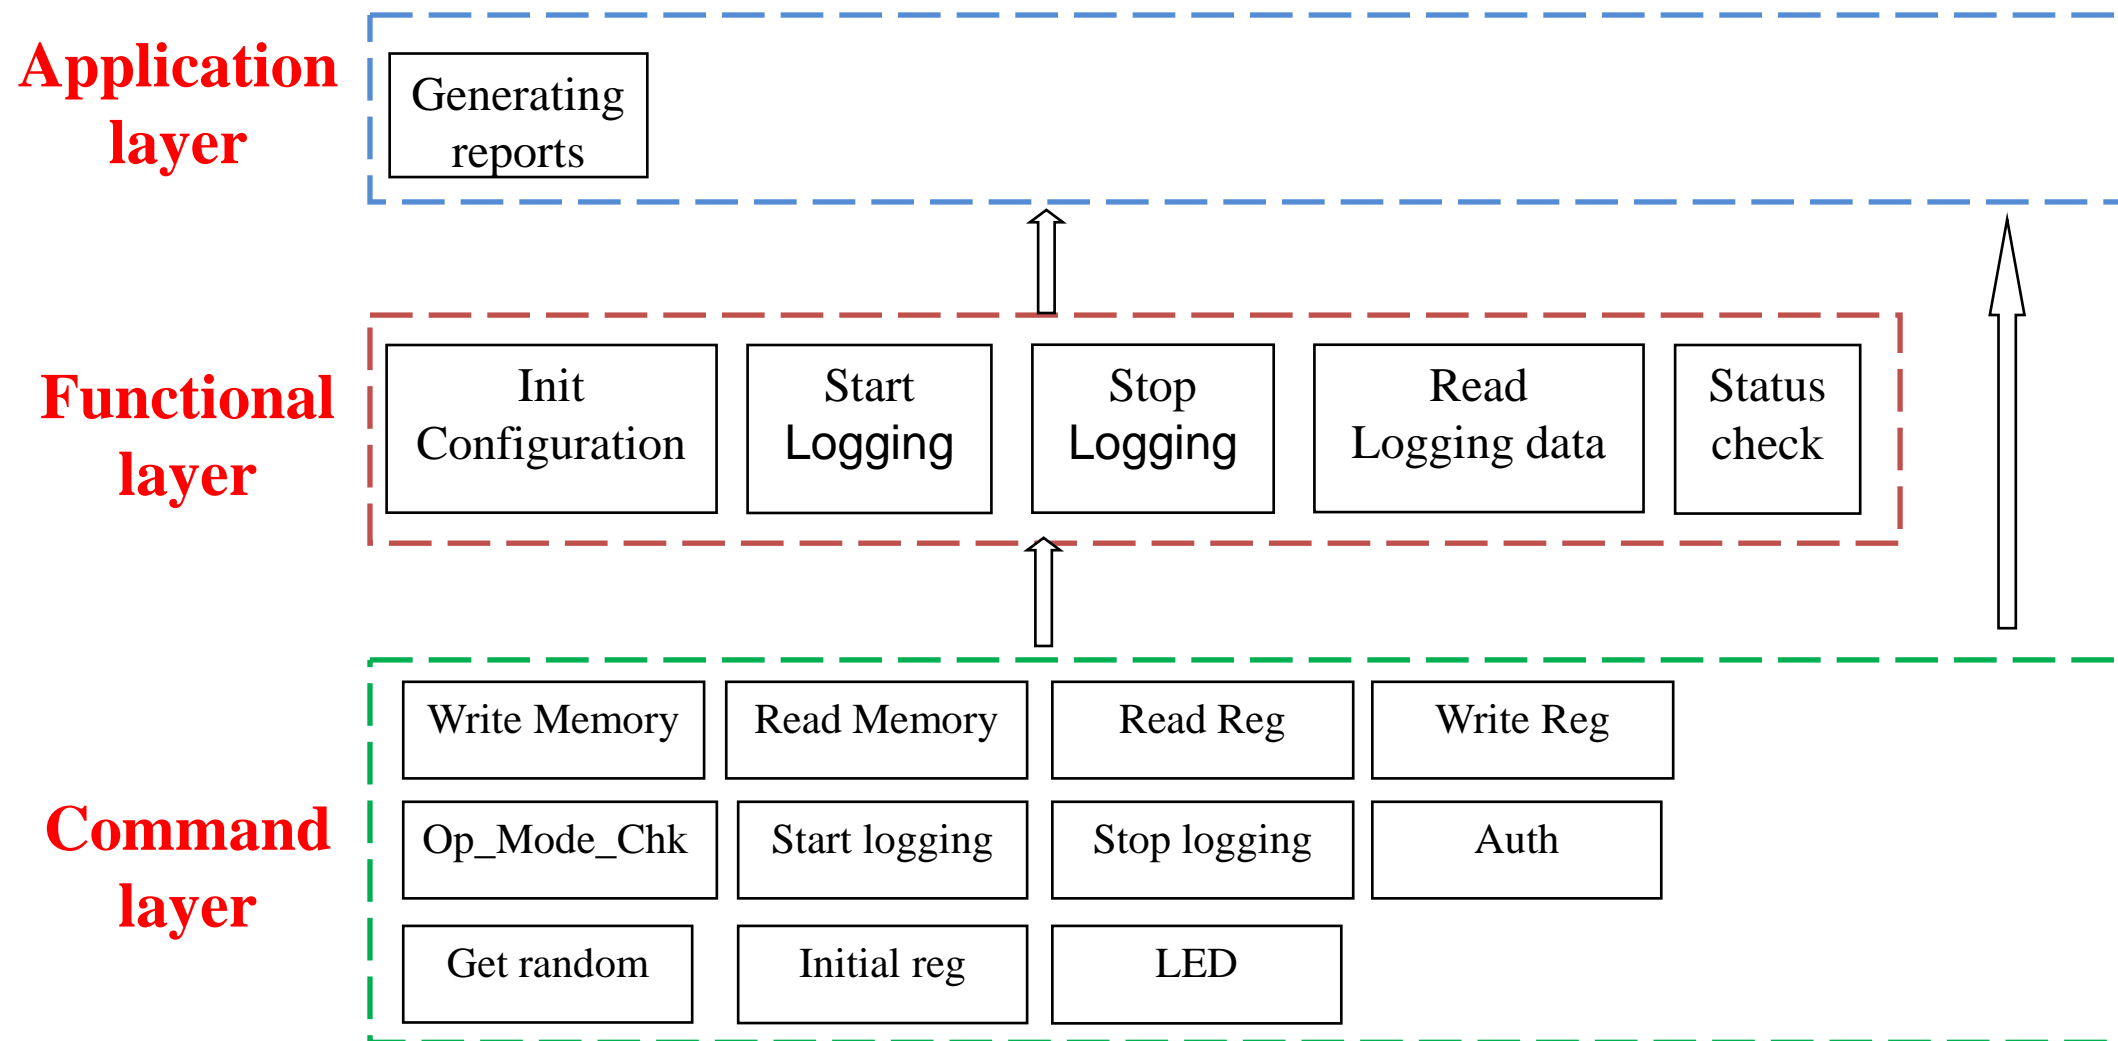 Application
layer
Generating
reports
Functional
layer
Init
Configuration
Start
Logging
Stop
Logging
Read
Logging data
Status
check
Command
layer
Write Memory
Read Memory
Read Reg
Write Reg
Op_Mode_Chk
Start logging
Stop logging
Auth
Get random
Initial reg
LED